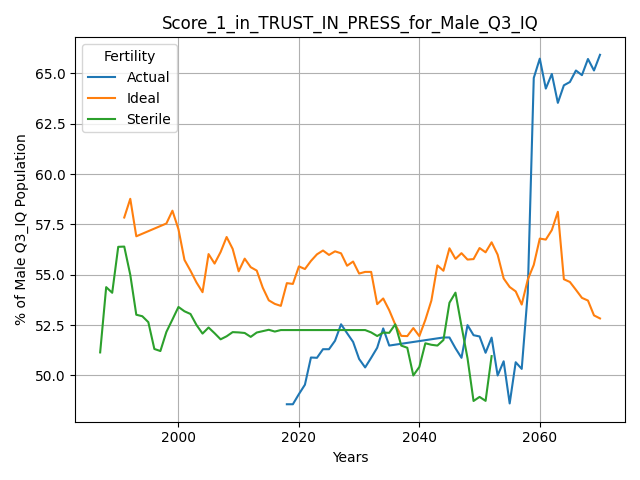 Score_1_in_TRUST_IN_PRESS_for_Male_Q3_IQ
Fertility
Actual
Ideal
Sterile
% of Male Q3_IQ Population
65.0
62.5
60.0
57.5
55.0
52.5
50.0
2000
2020
2040
2060
Years